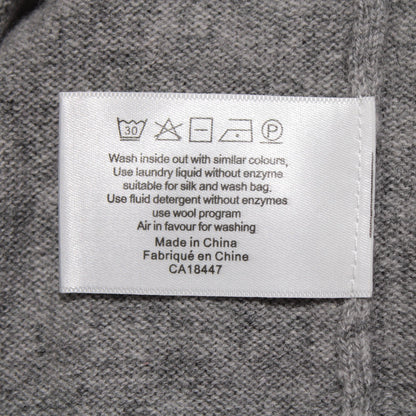 30 P
Wash inside out with similar colours,
Use laundry liquid without enzyme
suitable for silk and wash bag.
Use fluid detergent without enzymes
use wool program
Air in favour for washing
Made in China
Fabriqué en Chine
CA18447